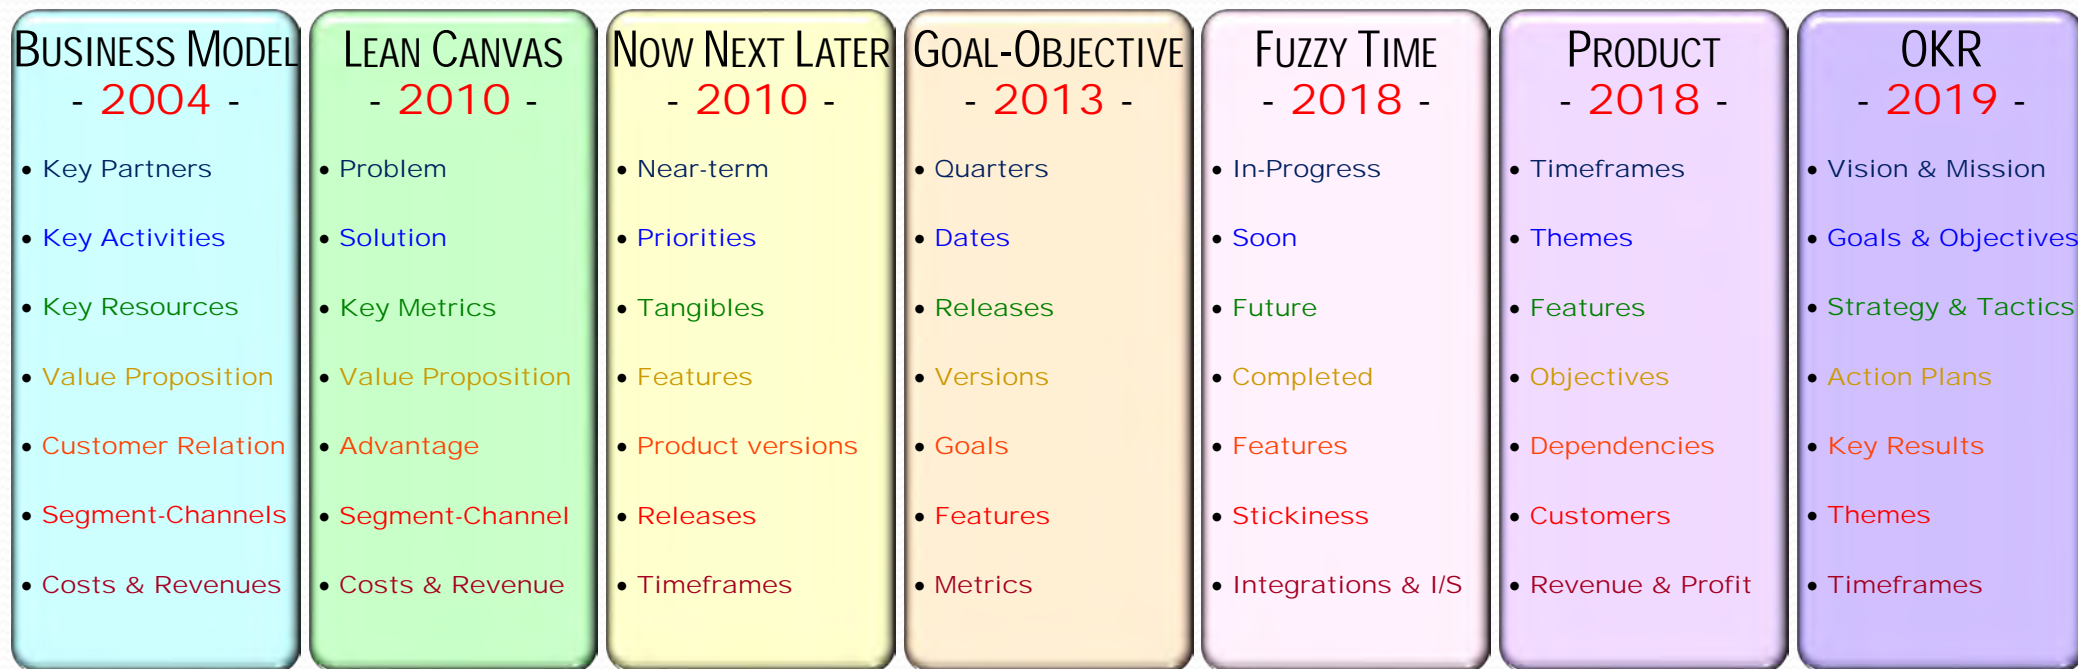 BUSINESS MODEL
- 2004 -
• Key Partners
• Key Activities
• Key Resources
• Value Proposition
• Customer Relation
• Segment-Channels
• Costs & Revenues
LEAN CANVAS
- 2010 -
• Problem
• Solution
• Key Metrics
• Value Proposition
• Advantage
• Segment-Channel
• Costs & Revenue
NOW NEXT LATER
- 2010 -
• Near-term
• Priorities
• Tangibles
• Features
• Product versions
• Releases
• Timeframes
GOAL-OBJECTIVE
- 2013 -
• Quarters
• Dates
• Releases
• Versions
• Goals
• Features
• Metrics
FUZZY TIME
- 2018 -
• In-Progress
• Soon
• Future
• Completed
• Features
• Stickiness
• Integrations & I/S
PRODUCT
- 2018 -
• Timeframes
• Themes
• Features
• Objectives
• Dependencies
• Customers
• Revenue & Profit
OKR
- 2019 -
• Vision & Mission
• Goals & Objectives
• Strategy & Tactics
• Action Plans
• Key Results
• Themes
• Timeframes